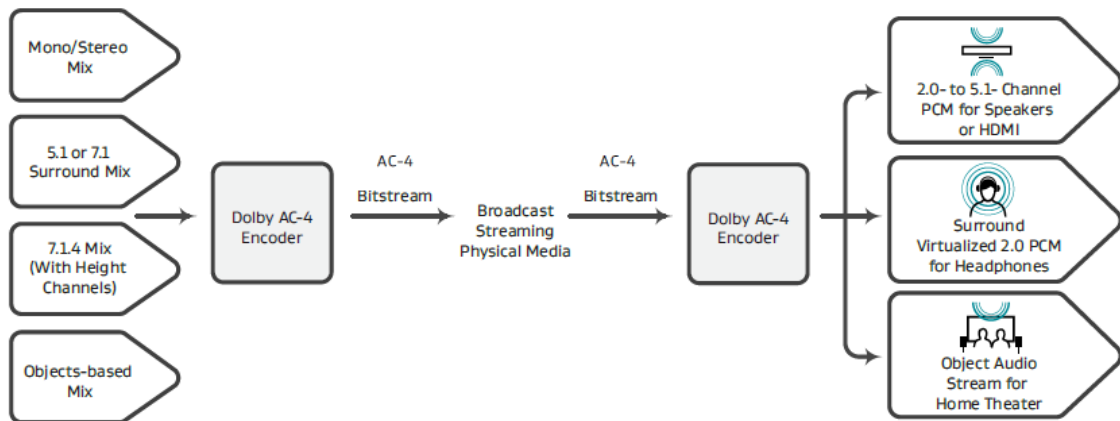 Mono/Stereo
Mix
5.1 or 7.1
Surround Mix
7.1.4 Mix
(With Height
Channels)
Objects-based
Mix
Dolby AC-4
Encoder
AC-4
Bitstream
Broadcast
Streaming
Physical Media
AC-4
Bitstream
Dolby AC-4
Encoder
2.0- to 5.1- Channel
PCM for Speakers
or HDMI
Surround
Virtualized 2.0 PCM
for Headphones
Object Audio
Stream for
Home Theater